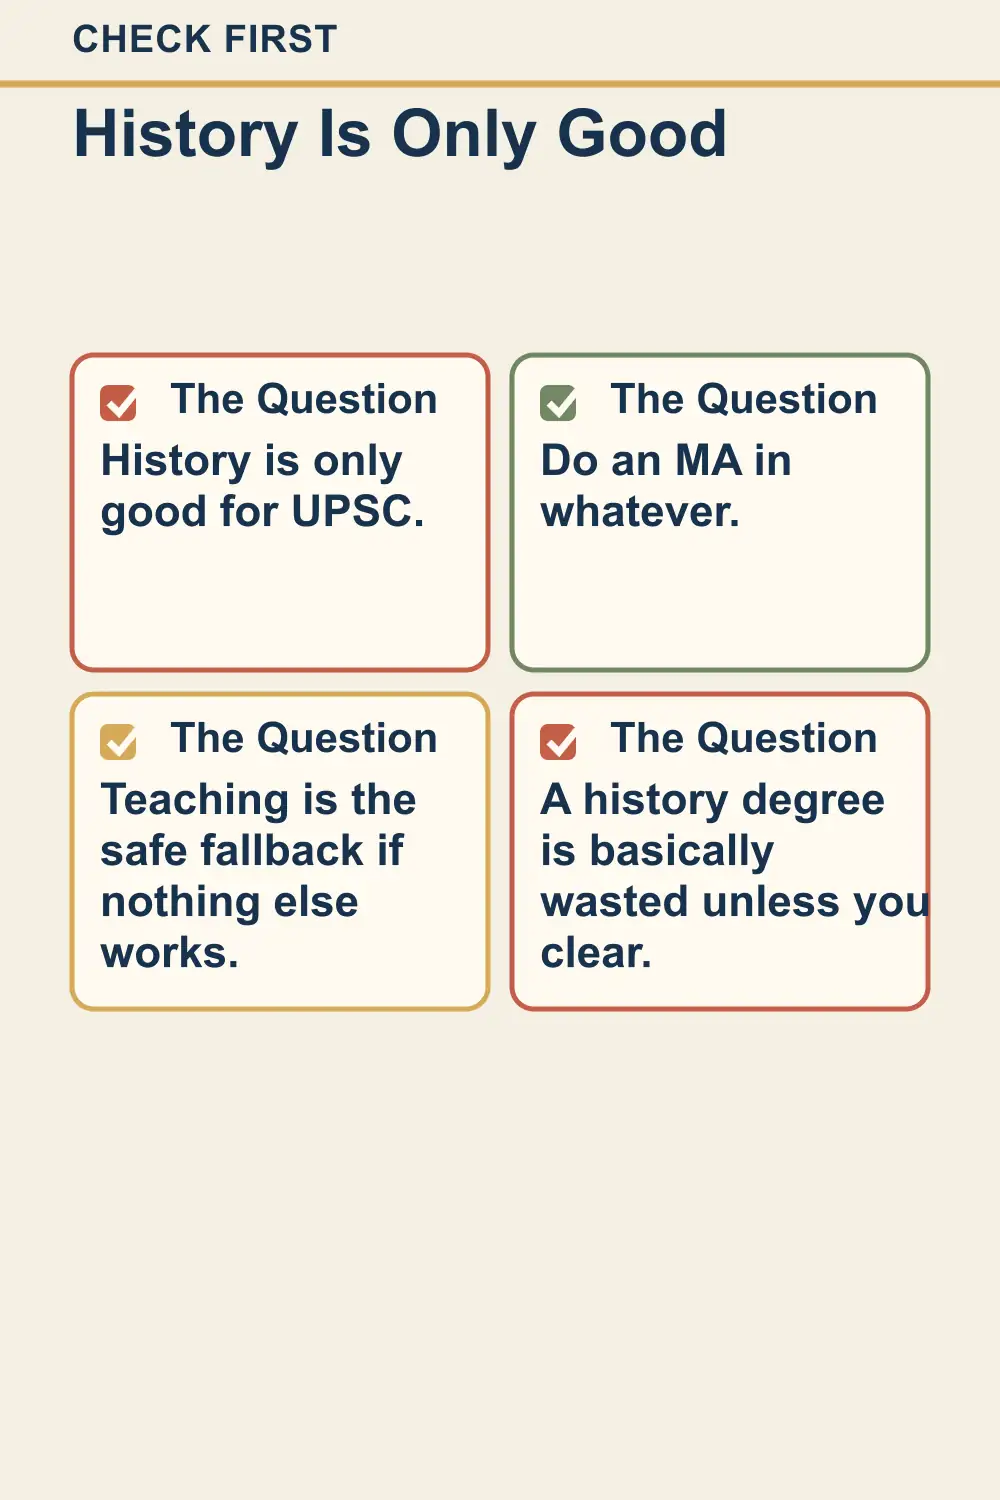 CHECK FIRST
History Is Only Good
The Question
History is only
good for UPSC.
The Question
Do an MA in
whatever.
The Question
Teaching is the
safe fallback if
nothing else
works.
The Question
A history degree
is basically
wasted unless you
clear.